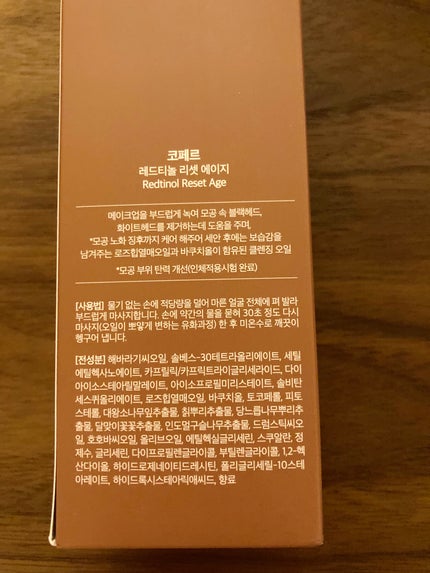 코페르
레드티놀 리셋 에이지
Redtinol Reset Age
메이크업을 부드럽게 녹여 모공 속 블랙헤드,
화이트헤드를 제거하는데 도움을 주며,
*모공 노화 징후까지 케어 해주어 세안 후에는 보습감을
남겨주는 로즈힙열매오일과 바쿠치올이 함유된 클렌징 오일
*모공 부위 탄력 개선(인체적용시험 완료)
[사용법] 물기 없는 손에 적당량을 덜어 마른 얼굴 전체에 펴 발라
부드럽게 마사지합니다. 손에 약간의 물을 묻혀 30초 정도 다시
마사지(오일이 뽀얗게 변하는 유화과정) 한 후 미온수로 깨끗이
헹구어 냅니다.
[전성분] 해바라기씨오일, 솔베스-30테트라올리에이트, 세틸
에틸헥사노에이트, 카프릴릭/카프릭트라이글리세라이드, 다이
아이소스테아릴말레이트, 아이소프로필미리스테이트, 솔비탄
세스퀴올리에이트, 로즈힙열매오일, 바쿠치올, 토코페롤, 피토
스테롤, 대왕소나무잎추출물, 칡뿌리추출물, 당느릅나무뿌리추
출물, 담맞이꽃꽃추출물, 인도멀구슬나무추출물, 드럼스틱씨오
일, 호호바씨오일, 올리브오일, 에틸헥실글리세린, 스쿠알란, 정
제수, 글리세린, 다이프로필렌글라이콜, 부틸렌글라이콜, 1,2-헥
산다이올, 하이드로제네이티드레시틴, 폴리글리세릴-10스테
아레이트, 하이드록시스테아릭애씨드, 향료